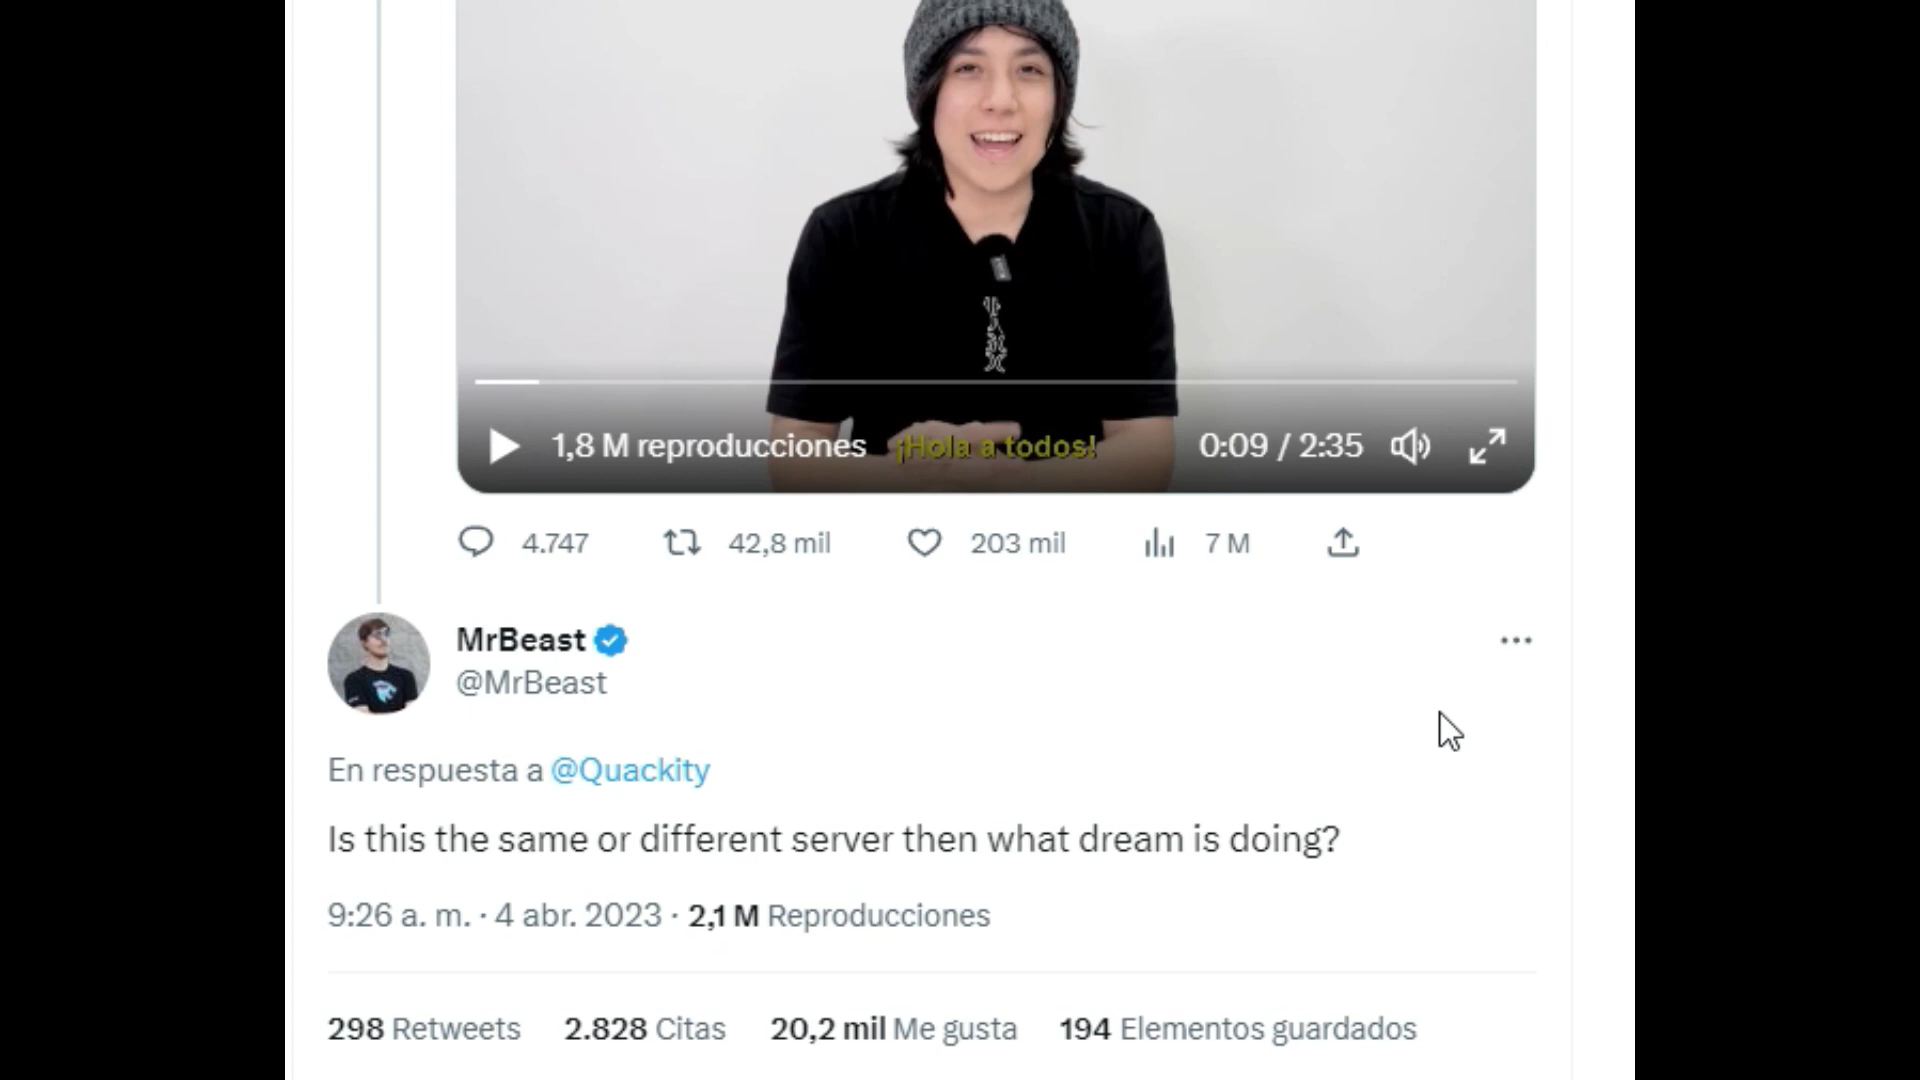 1,8 M reproducciones ¡Hola a todos! 0:09 / 2:35
4.747 42,8 mil 203 mil 7 M
MrBeast
@MrBeast
En respuesta a @Quackity
Is this the same or different server then what dream is doing?
9:26 a. m. · 4 abr. 2023 · 2,1 M Reproducciones
298 Retweets 2.828 Citas 20,2 mil Me gusta 194 Elementos guardados